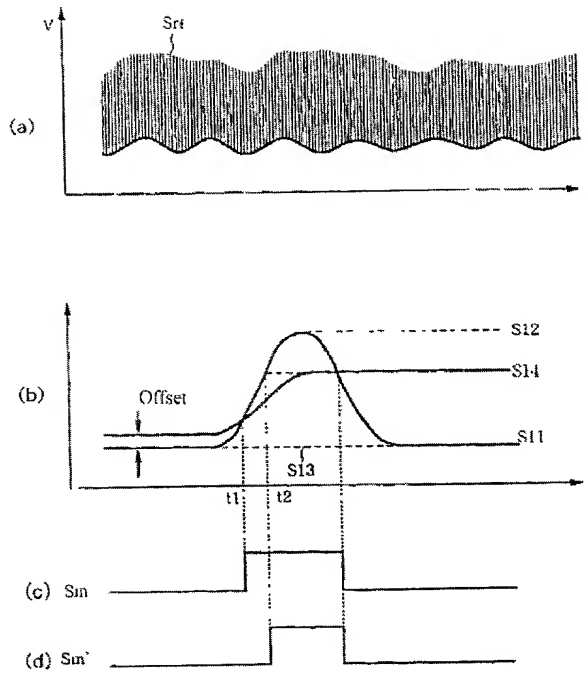 V
Srf
(a)
S12
S14
(b)
Offset
S11
S13
t1
t2
(c) Sm
(d) Sm'